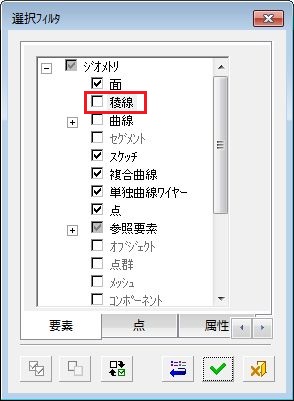 選択フィルタ
ジオメトリ
面
稜線
曲線
セグメント
スケッチ
複合曲線
単独曲線ワイヤー
点
参照要素
オブジェクト
点群
メッシュ
コンポーネント
要素
点
属性